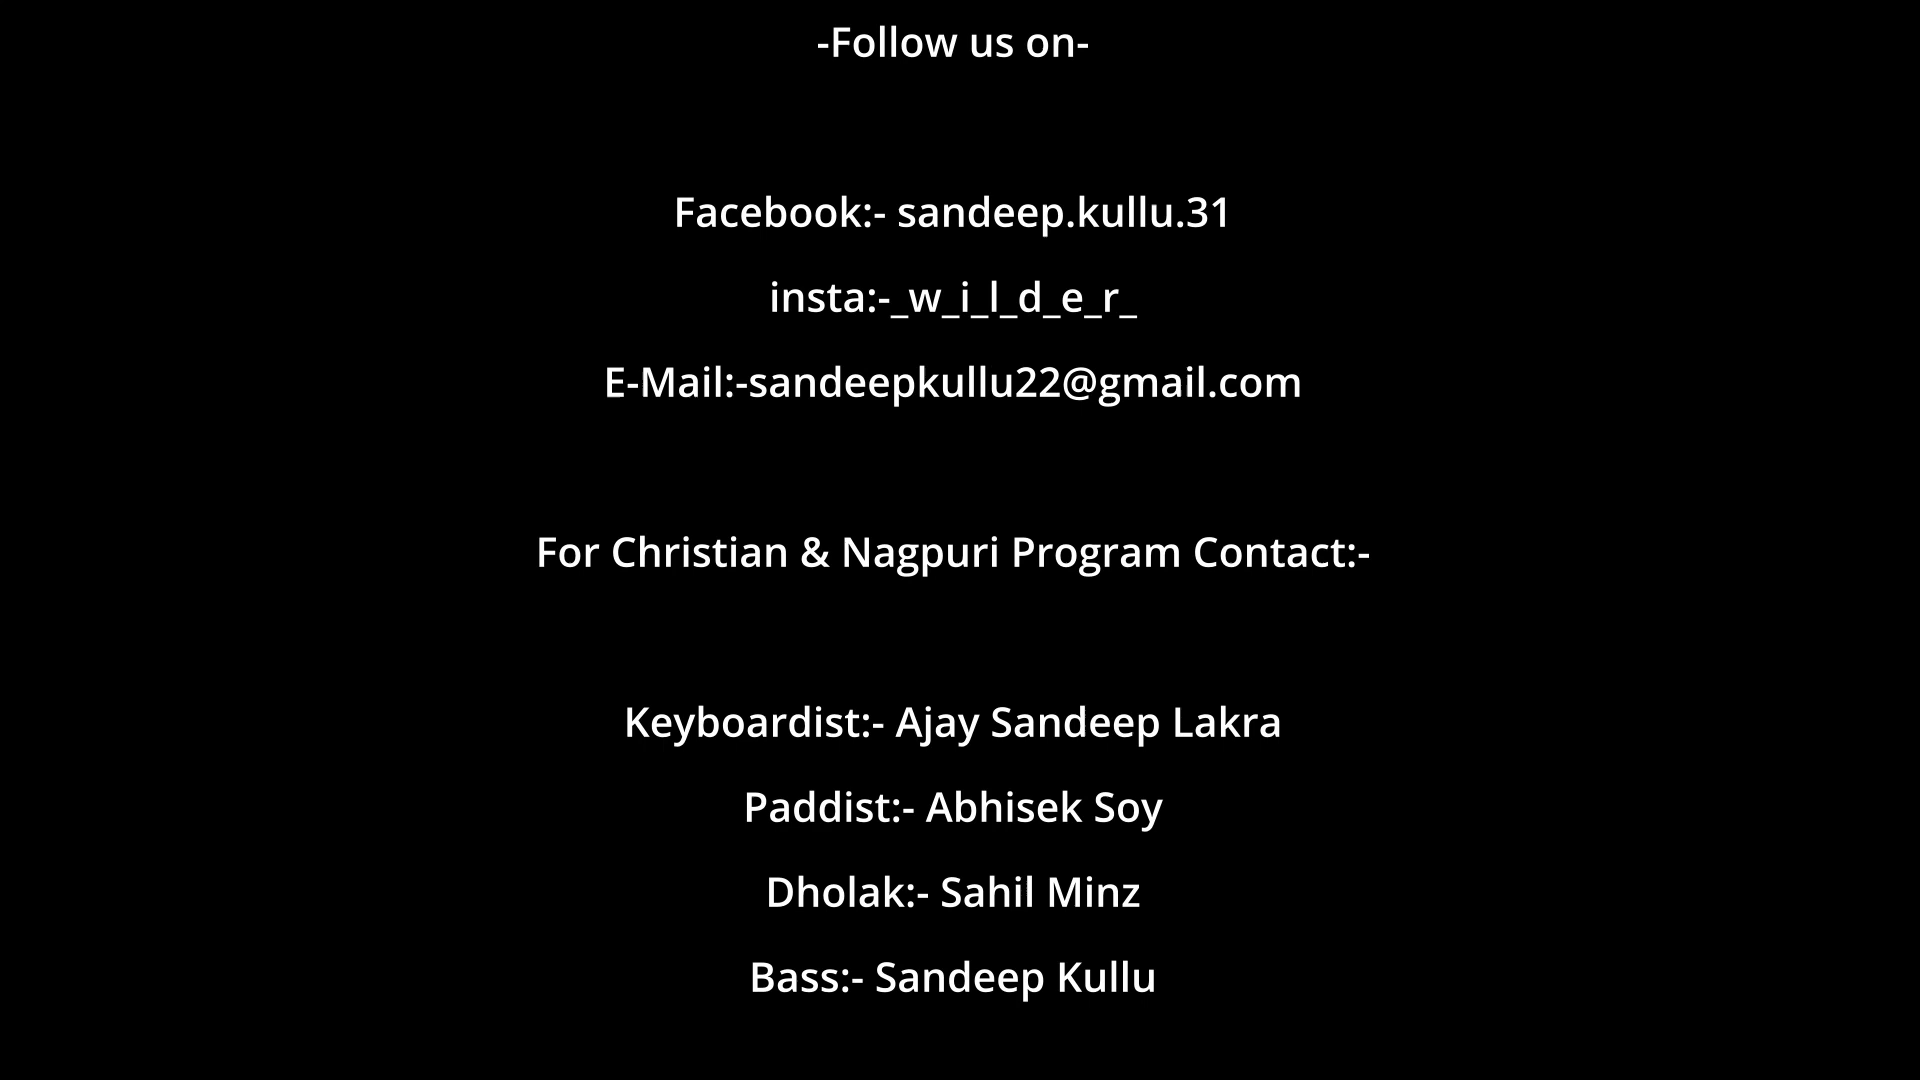 -Follow us on-
Facebook:- sandeep.kullu.31
insta:-_w_i_l_d_e_r_
E-Mail:-sandeepkullu22@gmail.com
For Christian & Nagpuri Program Contact:-
Keyboardist:- Ajay Sandeep Lakra
Paddist:- Abhisek Soy
Dholak:- Sahil Minz
Bass:- Sandeep Kullu